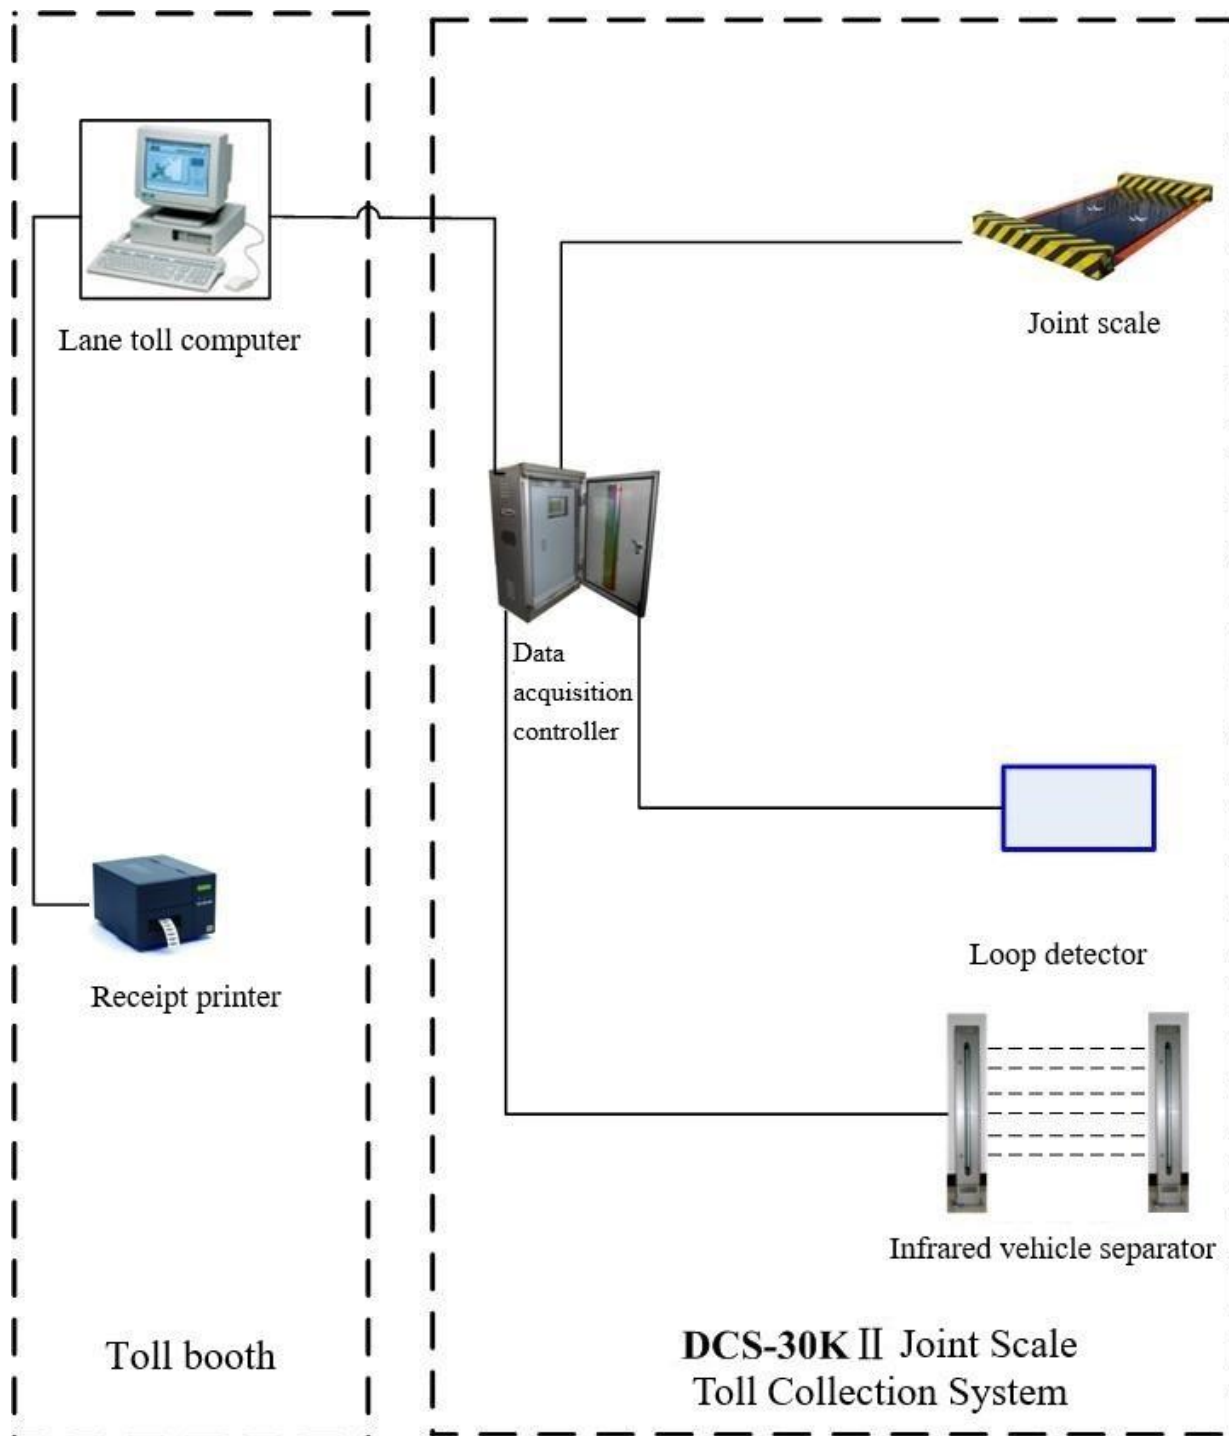 Lane toll computer
Joint scale
Data
acquisition
controller
Loop detector
Receipt printer
Infrared vehicle separator
Toll booth
DCS-30KⅡ Joint Scale
Toll Collection System